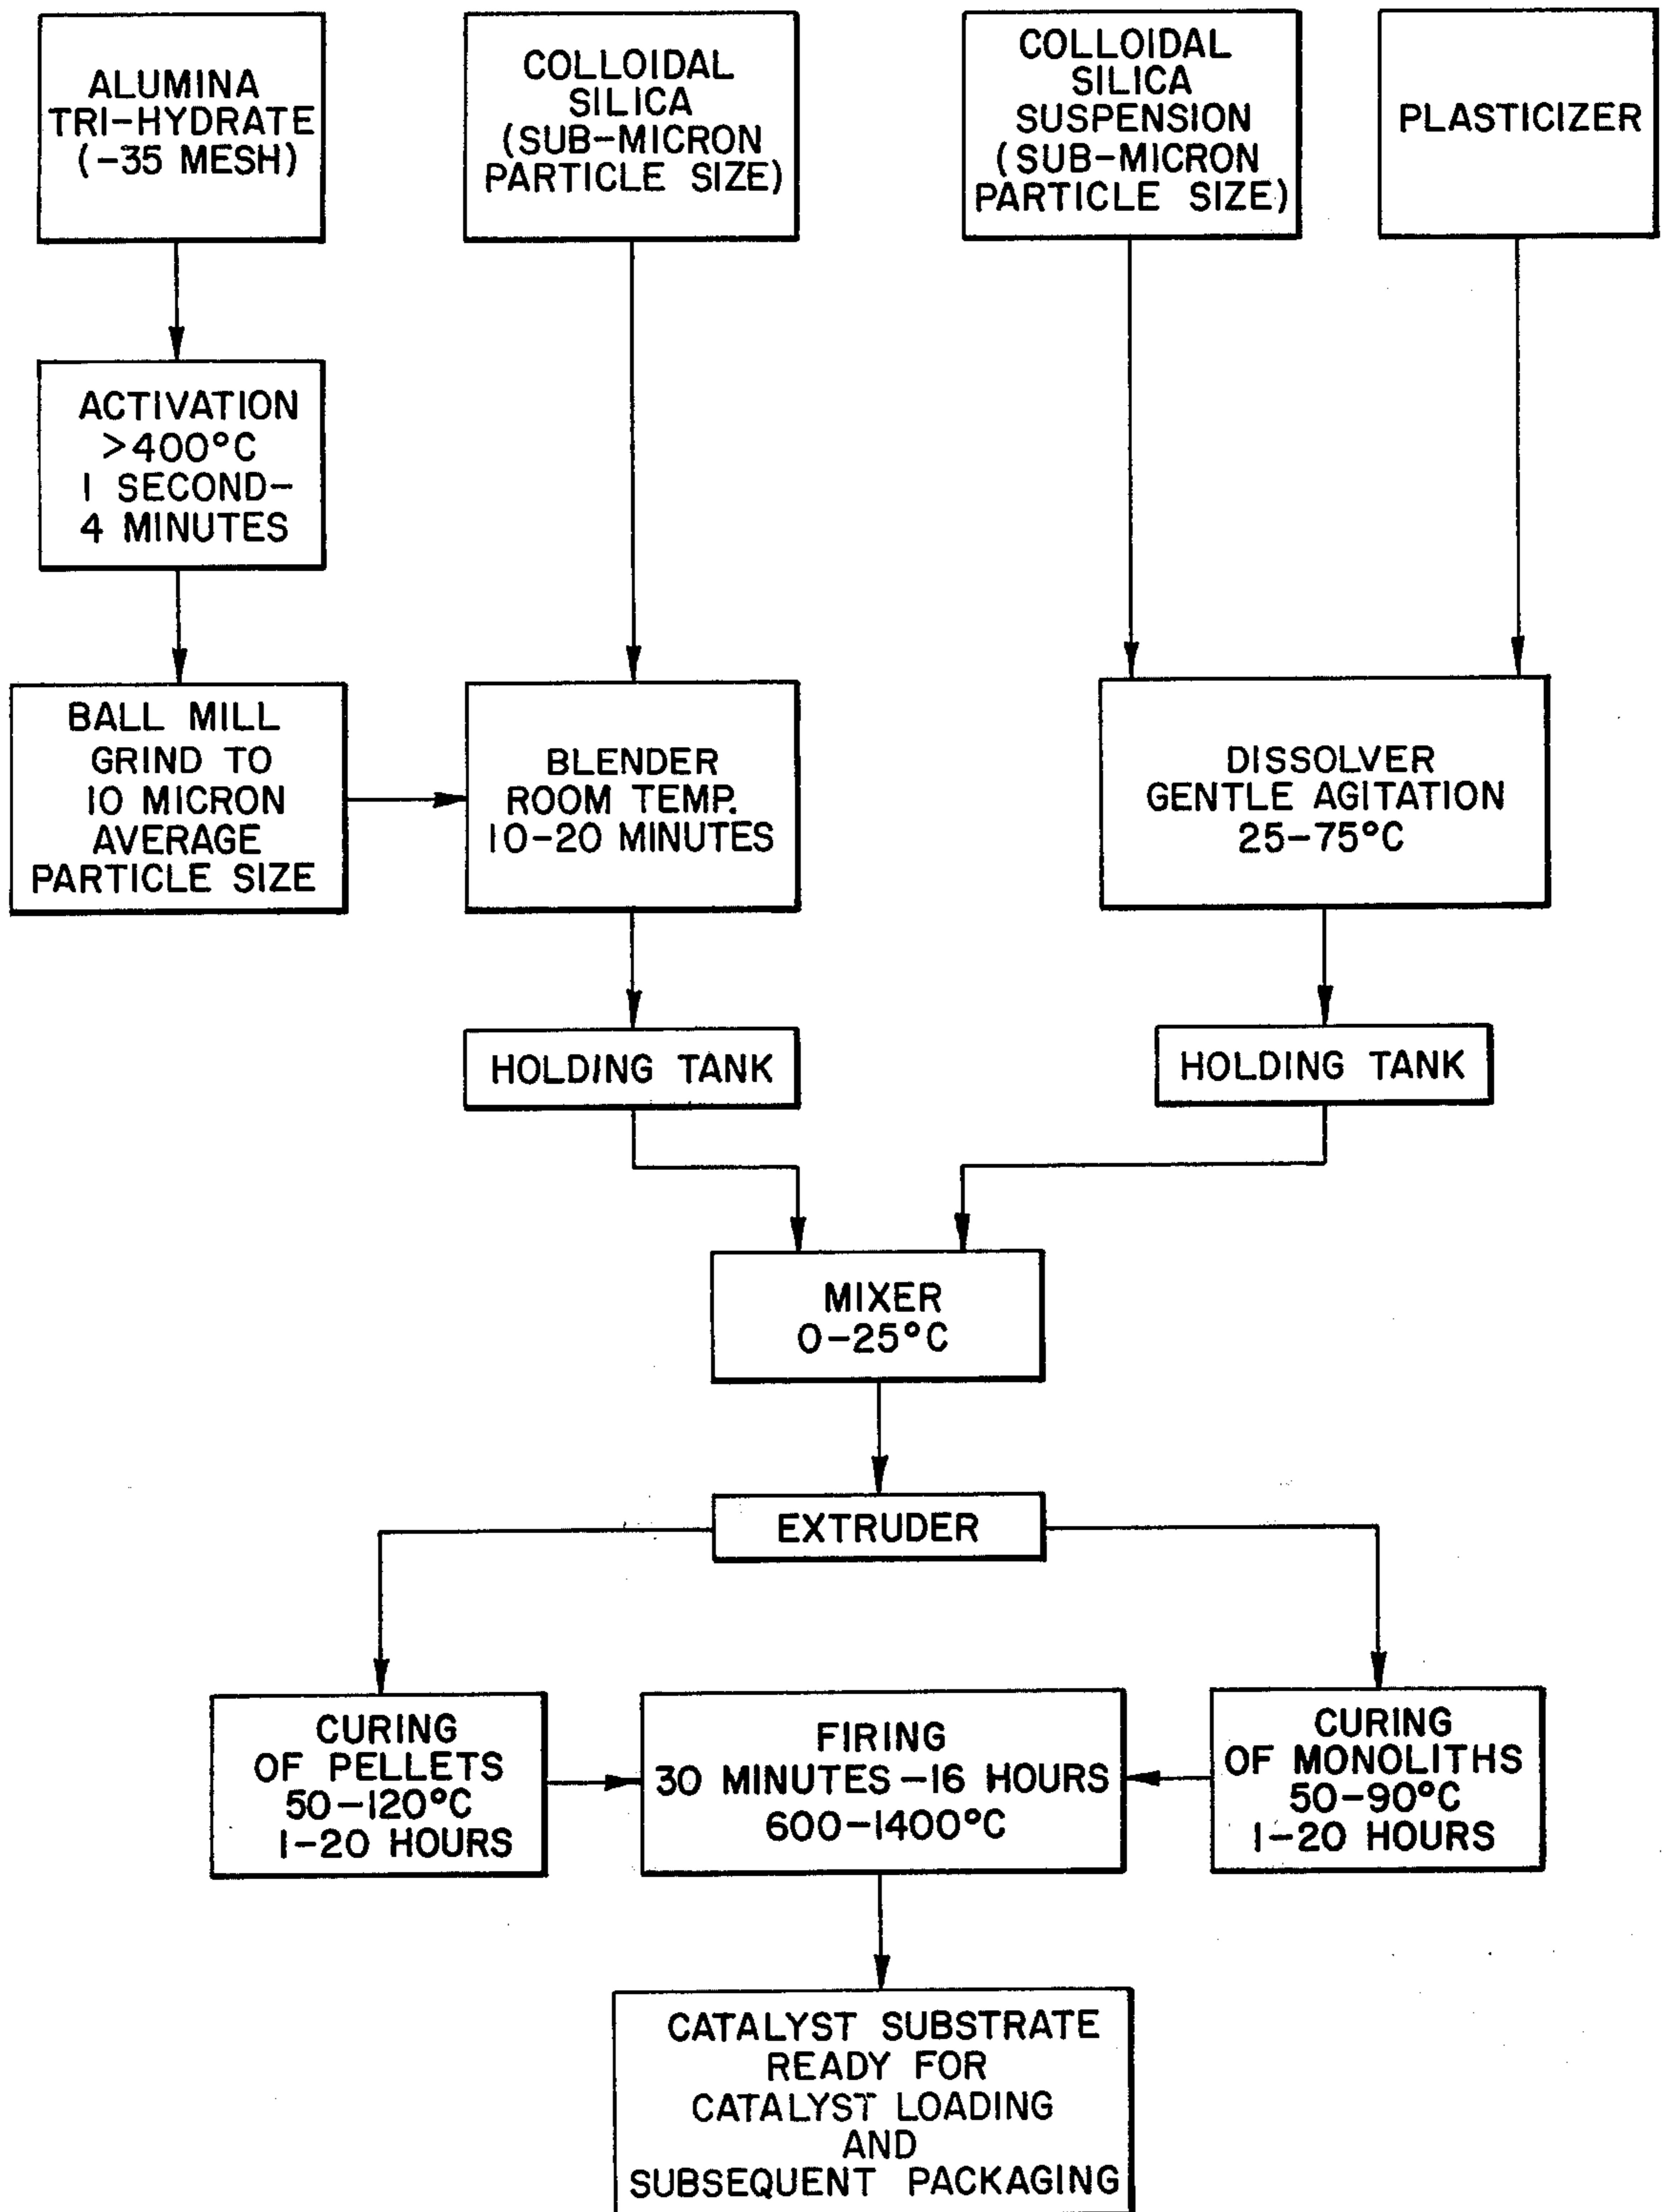 ALUMINA
TRI-HYDRATE
(-35 MESH)
COLLOIDAL
SILICA
(SUB-MICRON
PARTICLE SIZE)
COLLOIDAL
SILICA
SUSPENSION
(SUB-MICRON
PARTICLE SIZE)
PLASTICIZER
ACTIVATION
>400°C
1 SECOND-
4 MINUTES
BALL MILL
GRIND TO
10 MICRON
AVERAGE
PARTICLE SIZE
BLENDER
ROOM TEMP.
10-20 MINUTES
DISSOLVER
GENTLE AGITATION
25-75°C
HOLDING TANK
HOLDING TANK
MIXER
0-25°C
EXTRUDER
CURING
OF PELLETS
50-120°C
1-20 HOURS
FIRING
30 MINUTES-16 HOURS
600-1400°C
CURING
OF MONOLITHS
50-90°C
1-20 HOURS
CATALYST SUBSTRATE
READY FOR
CATALYST LOADING
AND
SUBSEQUENT PACKAGING